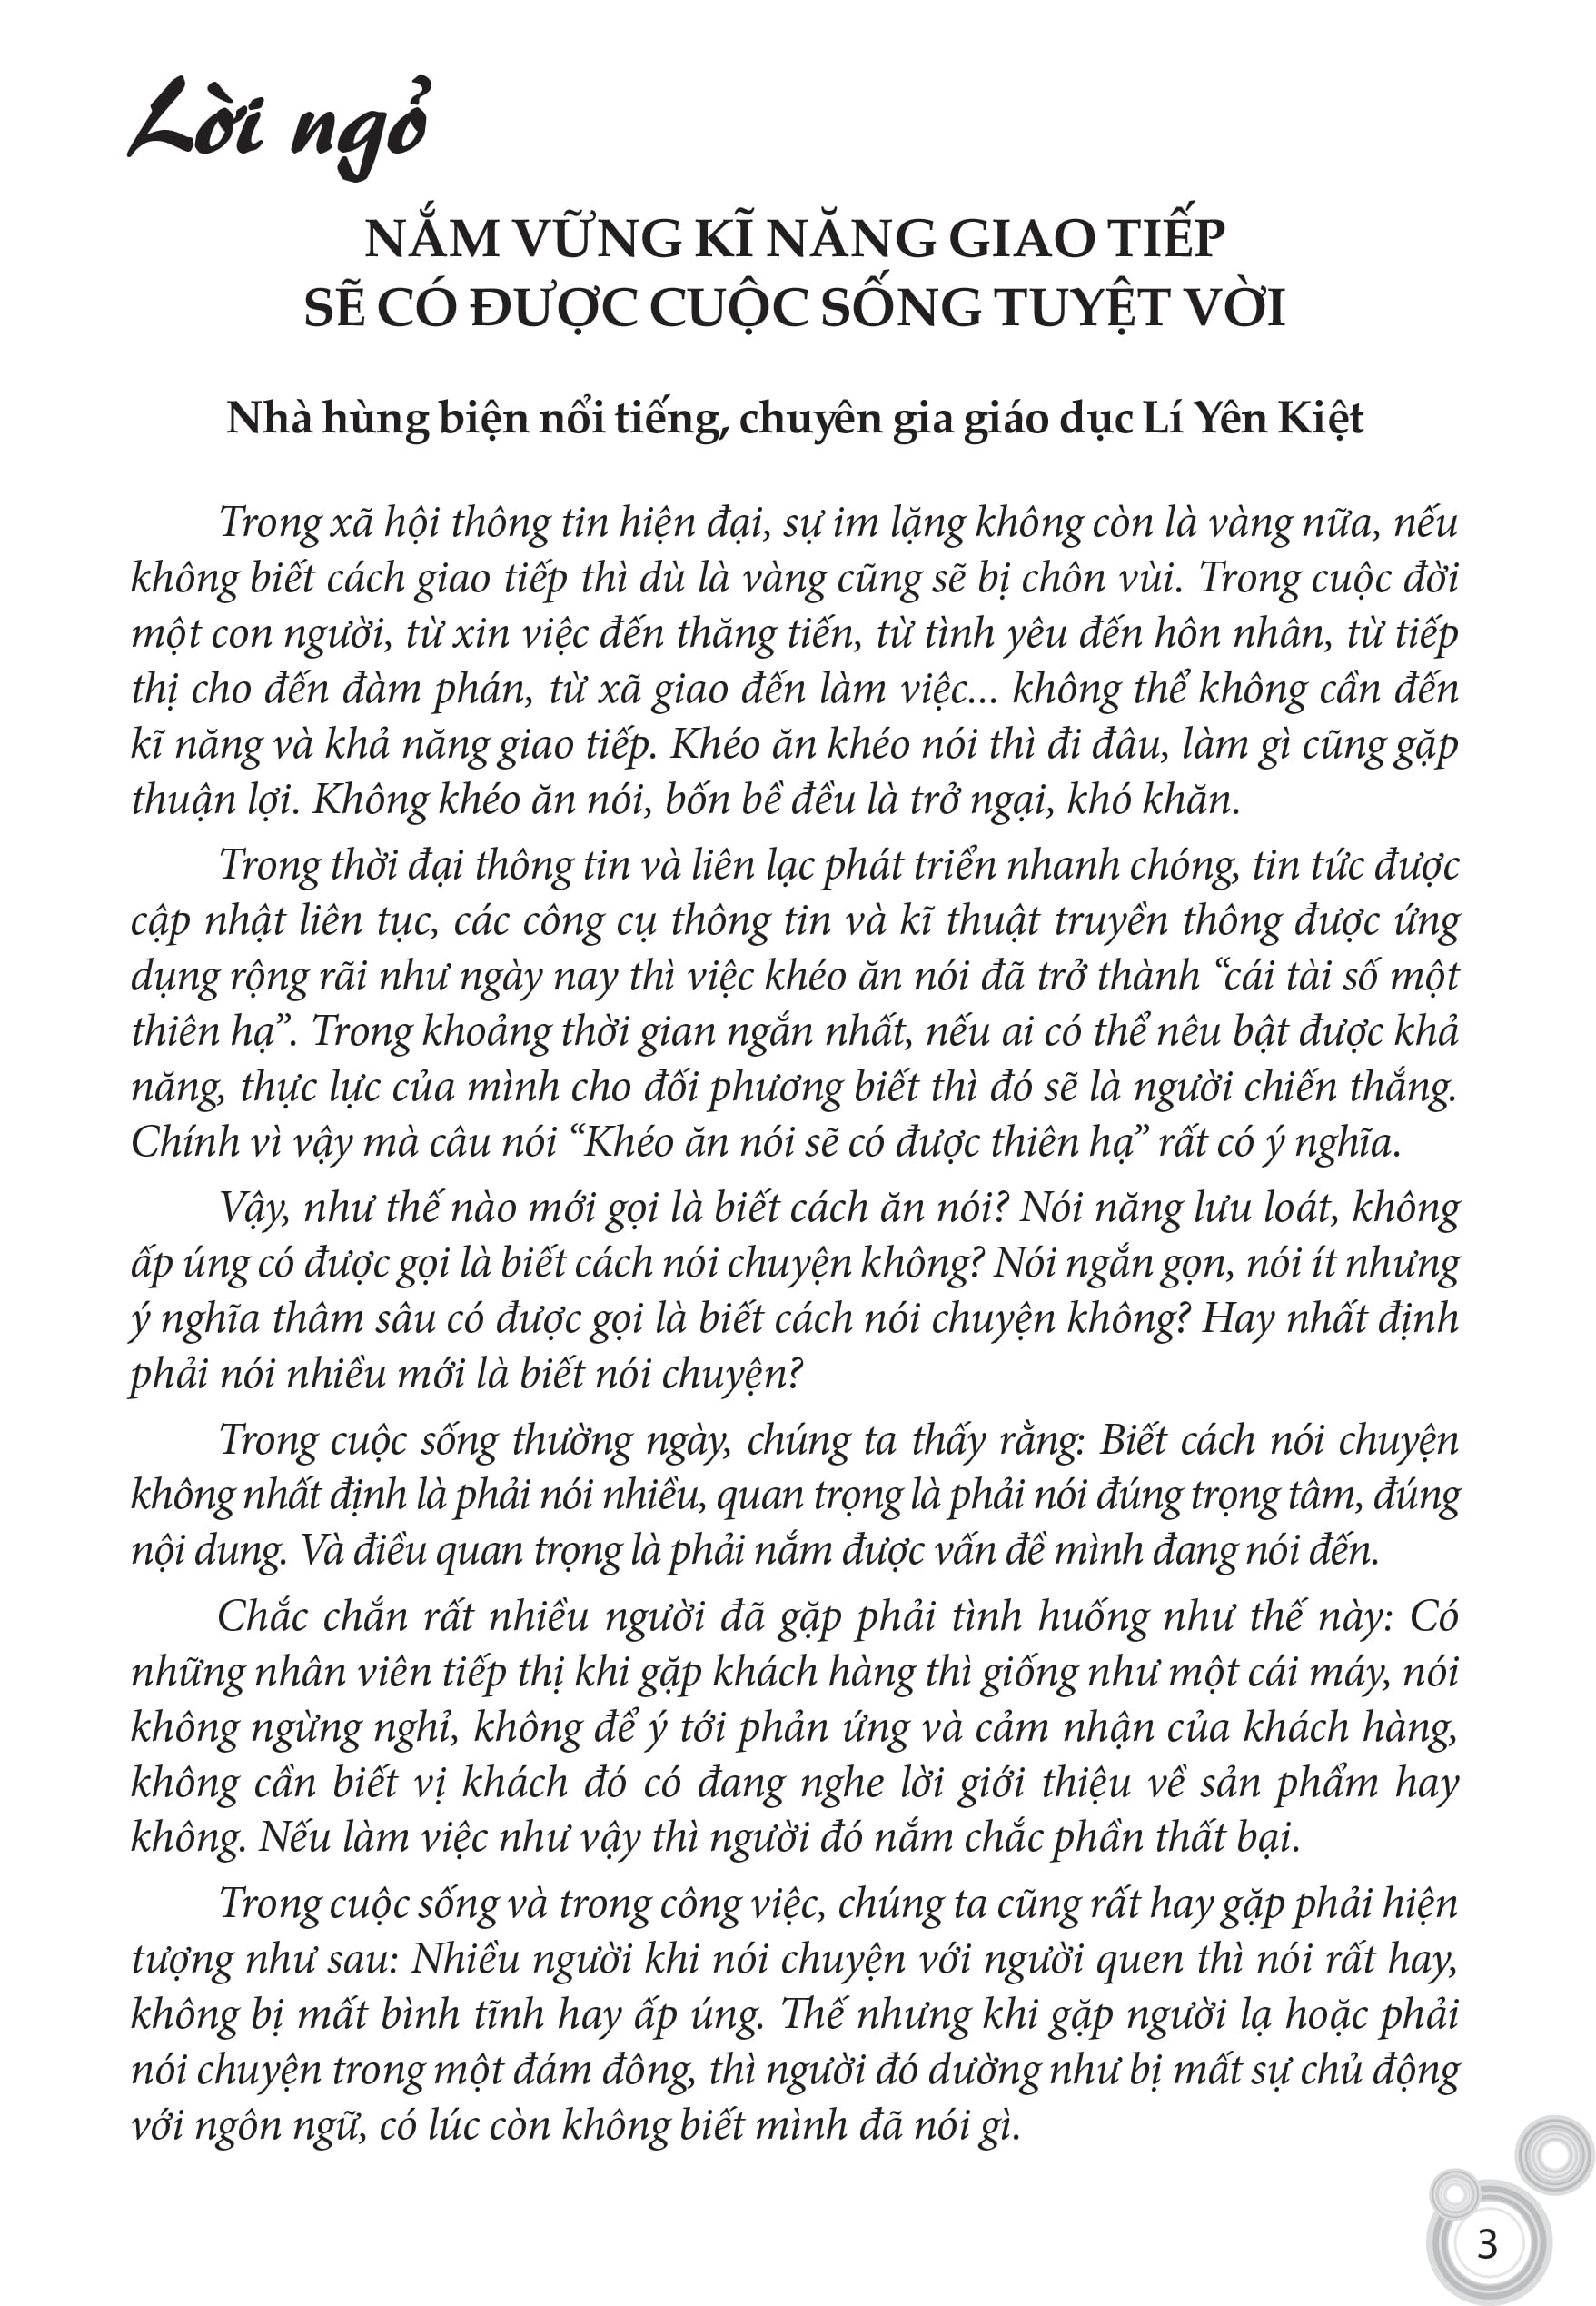 Lời ngỏ
NẮM VỮNG KĨ NĂNG GIAO TIẾP
SẼ CÓ ĐƯỢC CUỘC SỐNG TUYỆT VỜI
Nhà hùng biện nổi tiếng, chuyên gia giáo dục Lí Yên Kiệt
Trong xã hội thông tin hiện đại, sự im lặng không còn là vàng nữa, nếu
không biết cách giao tiếp thì dù là vàng cũng sẽ bị chôn vùi. Trong cuộc đời
một con người, từ xin việc đến thăng tiến, từ tình yêu đến hôn nhân, từ tiếp
thị cho đến đàm phán, từ xã giao đến làm việc... không thể không cần đến
kĩ năng và khả năng giao tiếp. Khéo ăn khéo nói thì đi đâu, làm gì cũng gặp
thuận lợi. Không khéo ăn nói, bốn bề đều là trở ngại, khó khăn.
Trong thời đại thông tin và liên lạc phát triển nhanh chóng, tin tức được
cập nhật liên tục, các công cụ thông tin và kĩ thuật truyền thông được ứng
dụng rộng rãi như ngày nay thì việc khéo ăn nói đã trở thành “cái tài số một
thiên hạ”. Trong khoảng thời gian ngắn nhất, nếu ai có thể nêu bật được khả
năng, thực lực của mình cho đối phương biết thì đó sẽ là người chiến thắng.
Chính vì vậy mà câu nói “Khéo ăn nói sẽ có được thiên hạ” rất có ý nghĩa.
Vậy, như thế nào mới gọi là biết cách ăn nói? Nói năng lưu loát, không
ấp úng có được gọi là biết cách nói chuyện không? Nói ngắn gọn, nói ít nhưng
ý nghĩa thâm sâu có được gọi là biết cách nói chuyện không? Hay nhất định
phải nói nhiều mới là biết nói chuyện?
Trong cuộc sống thường ngày, chúng ta thấy rằng: Biết cách nói chuyện
không nhất định là phải nói nhiều, quan trọng là phải nói đúng trọng tâm, đúng
nội dung. Và điều quan trọng là phải nắm được vấn đề mình đang nói đến.
Chắc chắn rất nhiều người đã gặp phải tình huống như thế này: Có
những nhân viên tiếp thị khi gặp khách hàng thì giống như một cái máy, nói
không ngừng nghỉ, không để ý tới phản ứng và cảm nhận của khách hàng,
không cần biết vị khách đó có đang nghe lời giới thiệu về sản phẩm hay
không. Nếu làm việc như vậy thì người đó nắm chắc phần thất bại.
Trong cuộc sống và trong công việc, chúng ta cũng rất hay gặp phải hiện
tượng như sau: Nhiều người khi nói chuyện với người quen thì nói rất hay,
không bị mất bình tĩnh hay ấp úng. Thế nhưng khi gặp người lạ hoặc phải
nói chuyện trong một đám đông, thì người đó dường như bị mất sự chủ động
với ngôn ngữ, có lúc còn không biết mình đã nói gì.
3